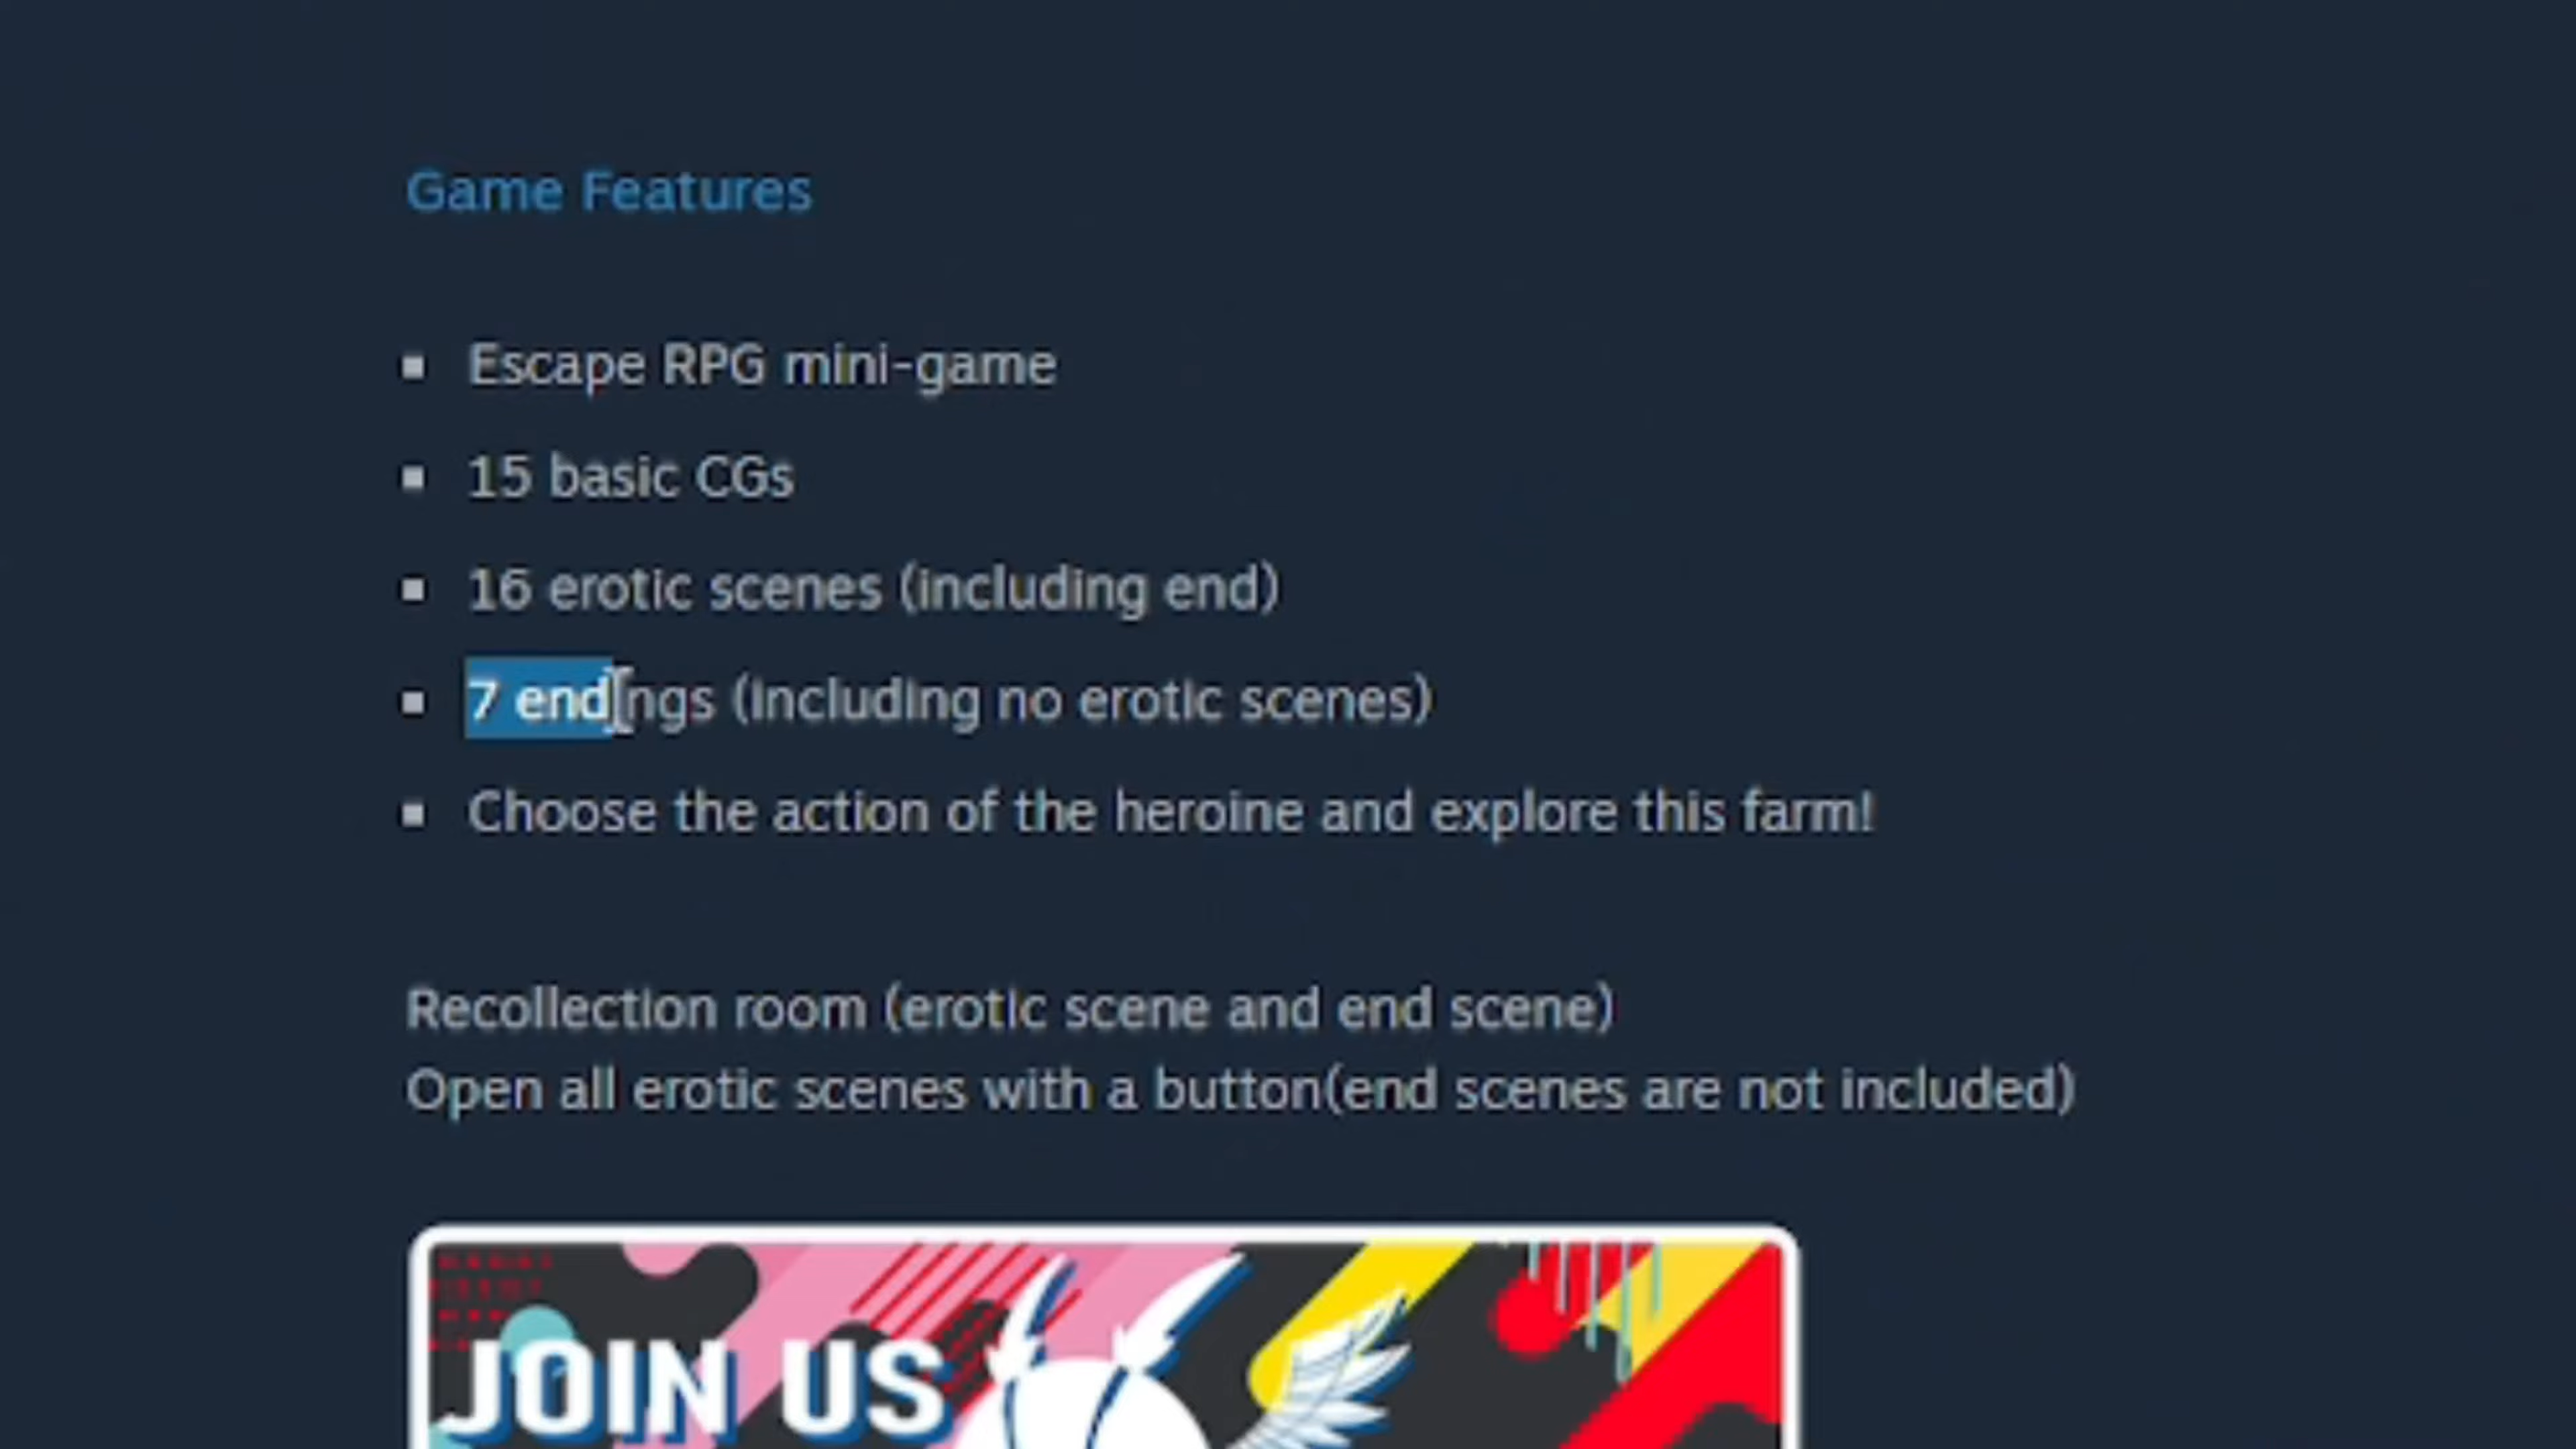 Game Features
Escape RPG mini-game
15 basic CGs
16 erotic scenes (including end)
7 endings (including no erotic scenes)
Choose the action of the heroine and explore this farm!
Recollection room (erotic scene and end scene)
Open all erotic scenes with a button(end scenes are not included)
JOIN US